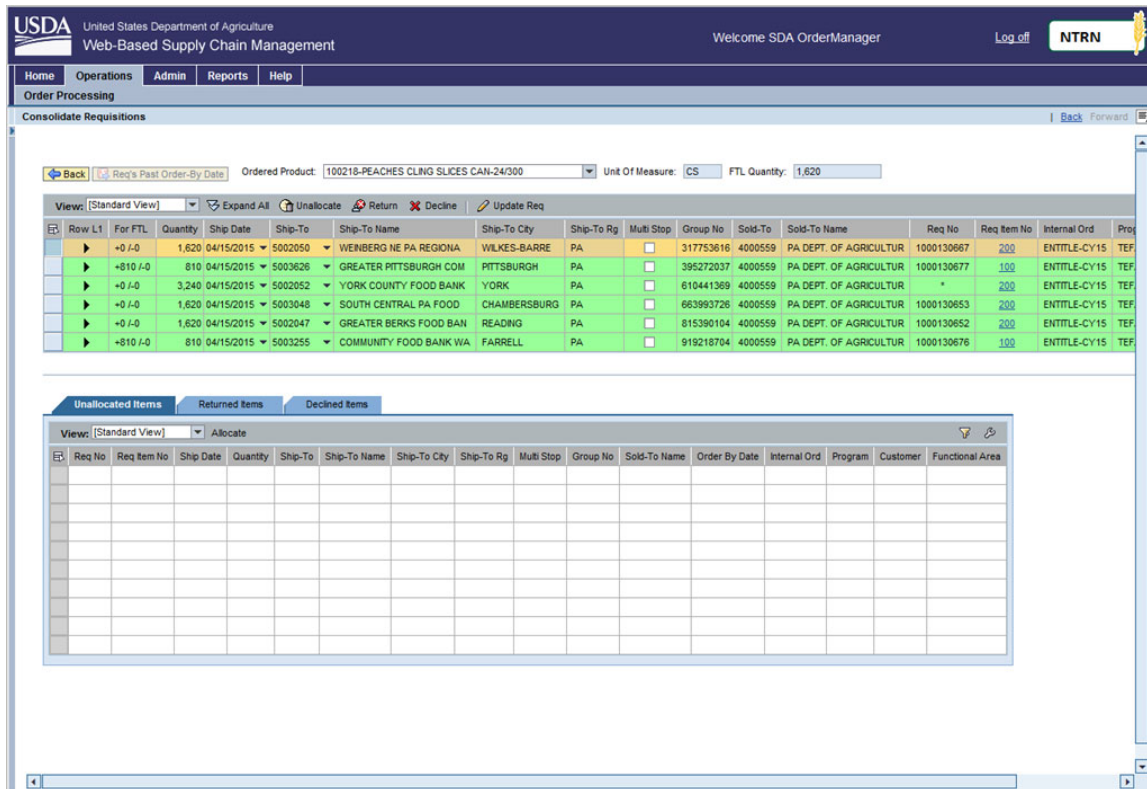 USDA United States Department of Agriculture
Web-Based Supply Chain Management
Welcome SDA OrderManager Log off NTRN
Home Operations Admin Reports Help
Order Processing
Consolidate Requisitions | Back Forward
Back Req's Past Order-By Date Ordered Product: 100218-PEACHES CLING SLICES CAN-24/300 Unit Of Measure: CS FTL Quantity: 1,620
View: [Standard View] Expand All Unallocate Return Decline Update Req
Row L1 For FTL Quantity Ship Date Ship-To Ship-To Name Ship-To City Ship-To Rg Multi Stop Group No Sold-To Sold-To Name Req No Req Item No Internal Ord Prog
+0 /-0 1,620 04/15/2015 5002050 WEINBERG NE PA REGIONA WILKES-BARRE PA 317753616 4000559 PA DEPT. OF AGRICULTUR 1000130667 200 ENTITLE-CY15 TEF
+810 /-0 810 04/15/2015 5003626 GREATER PITTSBURGH COM PITTSBURGH PA 395272037 4000559 PA DEPT. OF AGRICULTUR 1000130677 100 ENTITLE-CY15 TEF
+0 /-0 3,240 04/15/2015 5002052 YORK COUNTY FOOD BANK YORK PA 610441369 4000559 PA DEPT. OF AGRICULTUR * 200 ENTITLE-CY15 TEF
+0 /-0 1,620 04/15/2015 5003048 SOUTH CENTRAL PA FOOD CHAMBERSBURG PA 663993726 4000559 PA DEPT. OF AGRICULTUR 1000130653 200 ENTITLE-CY15 TEF
+0 /-0 1,620 04/15/2015 5002047 GREATER BERKS FOOD BAN READING PA 815390104 4000559 PA DEPT. OF AGRICULTUR 1000130652 200 ENTITLE-CY15 TEF
+810 /-0 810 04/15/2015 5003255 COMMUNITY FOOD BANK WA FARRELL PA 919218704 4000559 PA DEPT. OF AGRICULTUR 1000130676 100 ENTITLE-CY15 TEF
Unallocated Items Returned Items Declined Items
View: [Standard View] Allocate
Req No Req Item No Ship Date Quantity Ship-To Ship-To Name Ship-To City Ship-To Rg Multi Stop Group No Sold-To Name Order By Date Internal Ord Program Customer Functional Area